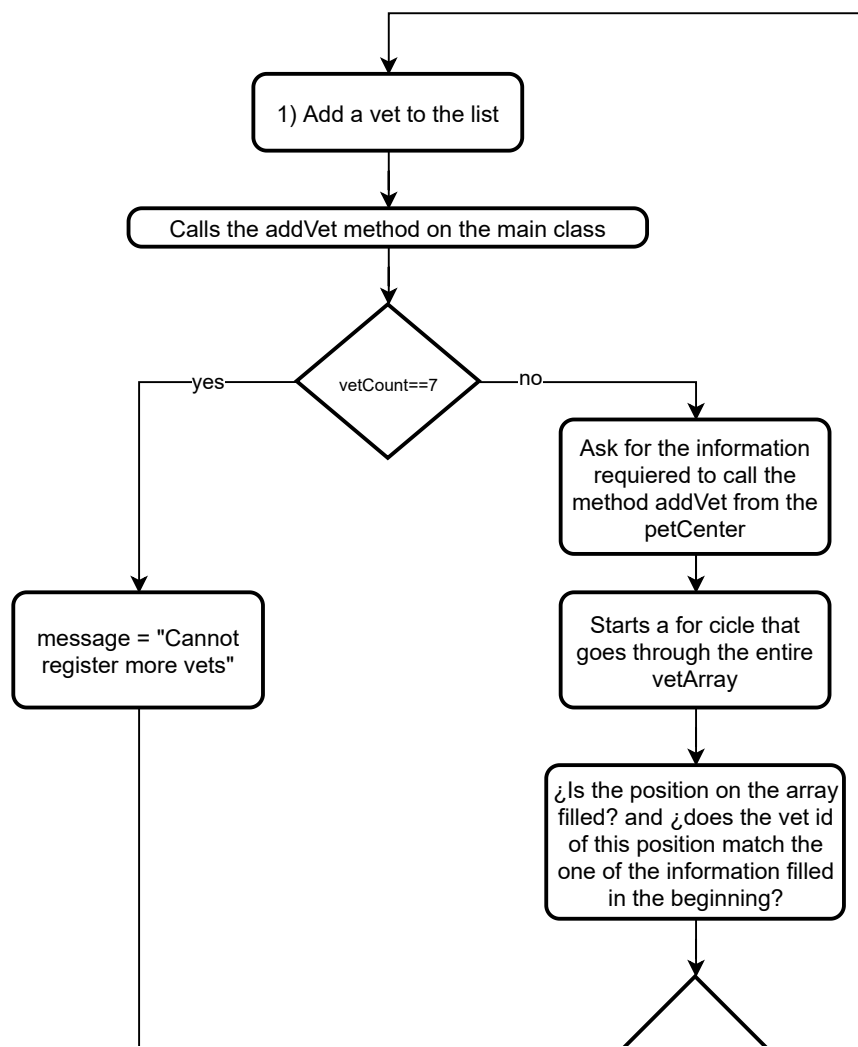 1) Add a vet to the list
Calls the addVet method on the main class
vetCount==7
yes
no
Ask for the information
requiered to call the
method addVet from the
petCenter
message = "Cannot
register more vets"
Starts a for cicle that
goes through the entire
vetArray
¿Is the position on the array
filled? and ¿does the vet id
of this position match the
one of the information filled
in the beginning?